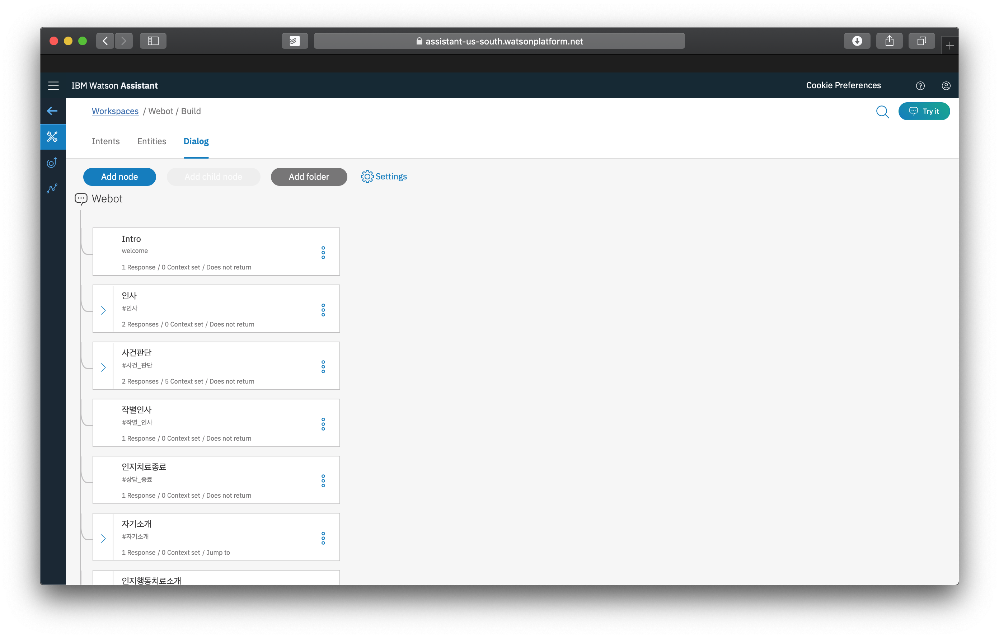 assistant-us-south.watsonplatform.net
IBM Watson Assistant
Cookie Preferences
Workspaces / Webot / Build
Try it
Intents Entities Dialog
Add node Add child node Add folder Settings
Webot
Intro
welcome
1 Response / 0 Context set / Does not return
인사
#인사
2 Responses / 0 Context set / Does not return
사건판단
#사건_판단
2 Responses / 5 Context set / Does not return
작별인사
#작별_인사
1 Response / 0 Context set / Does not return
인지치료종료
#상담_종료
1 Response / 0 Context set / Does not return
자기소개
#자기소개
1 Response / 0 Context set / Jump to
인지행동치료소개